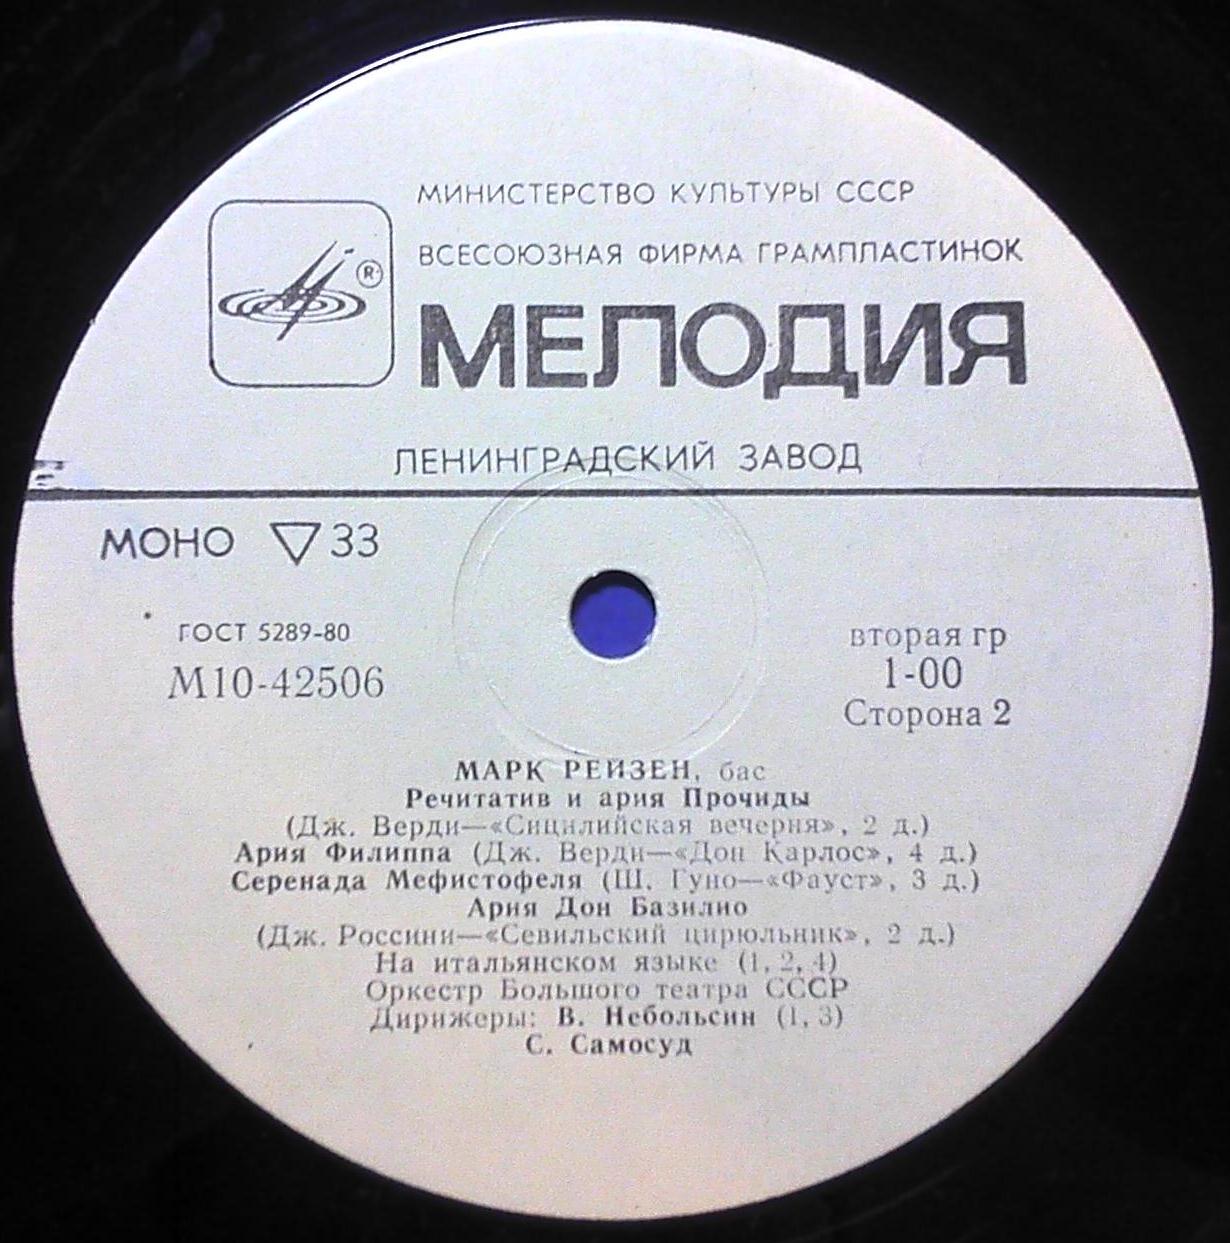 МИНИСТЕРСТВО КУЛЬТУРЫ СССР
ВСЕСОЮЗНАЯ ФИРМА ГРАМПЛАСТИНОК
®
МЕЛОДИЯ
ЛЕНИНГРАДСКИЙ ЗАВОД
МОНО ▽ 33
ГОСТ 5289-80
М10-42506
вторая гр
1-00
Сторона 2
МАРК РЕЙЗЕН, бас
Речитатив и ария Прочиды
(Дж. Верди—«Сицилийская вечерня», 2 д.)
Ария Филиппа (Дж. Верди—«Дон Карлос», 4 д.)
Серенада Мефистофеля (Ш. Гуно—«Фауст», 3 д.)
Ария Дон Базилио
(Дж. Россини—«Севильский цирюльник», 2 д.)
На итальянском языке (1, 2, 4)
Оркестр Большого театра СССР
Дирижеры: В. Небольсин (1, 3)
С. Самосуд